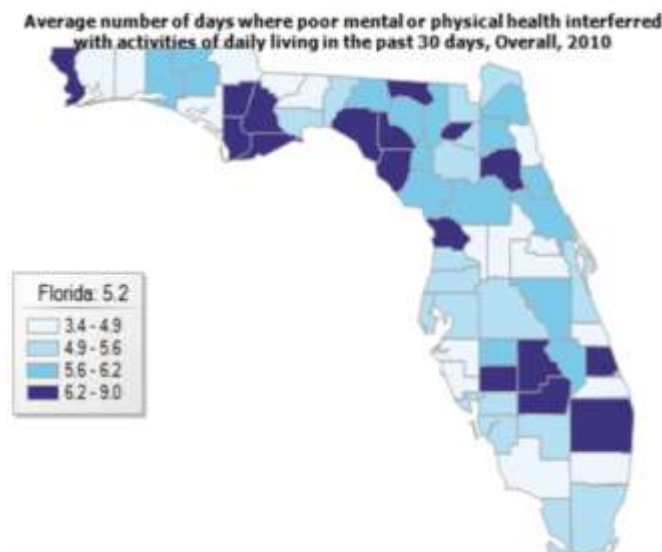 Average number of days where poor mental or physical health interferred
with activities of daily living in the past 30 days, Overall, 2010
Florida: 5.2
3.4 - 4.9
4.9 - 5.6
5.6 - 6.2
6.2 - 9.0